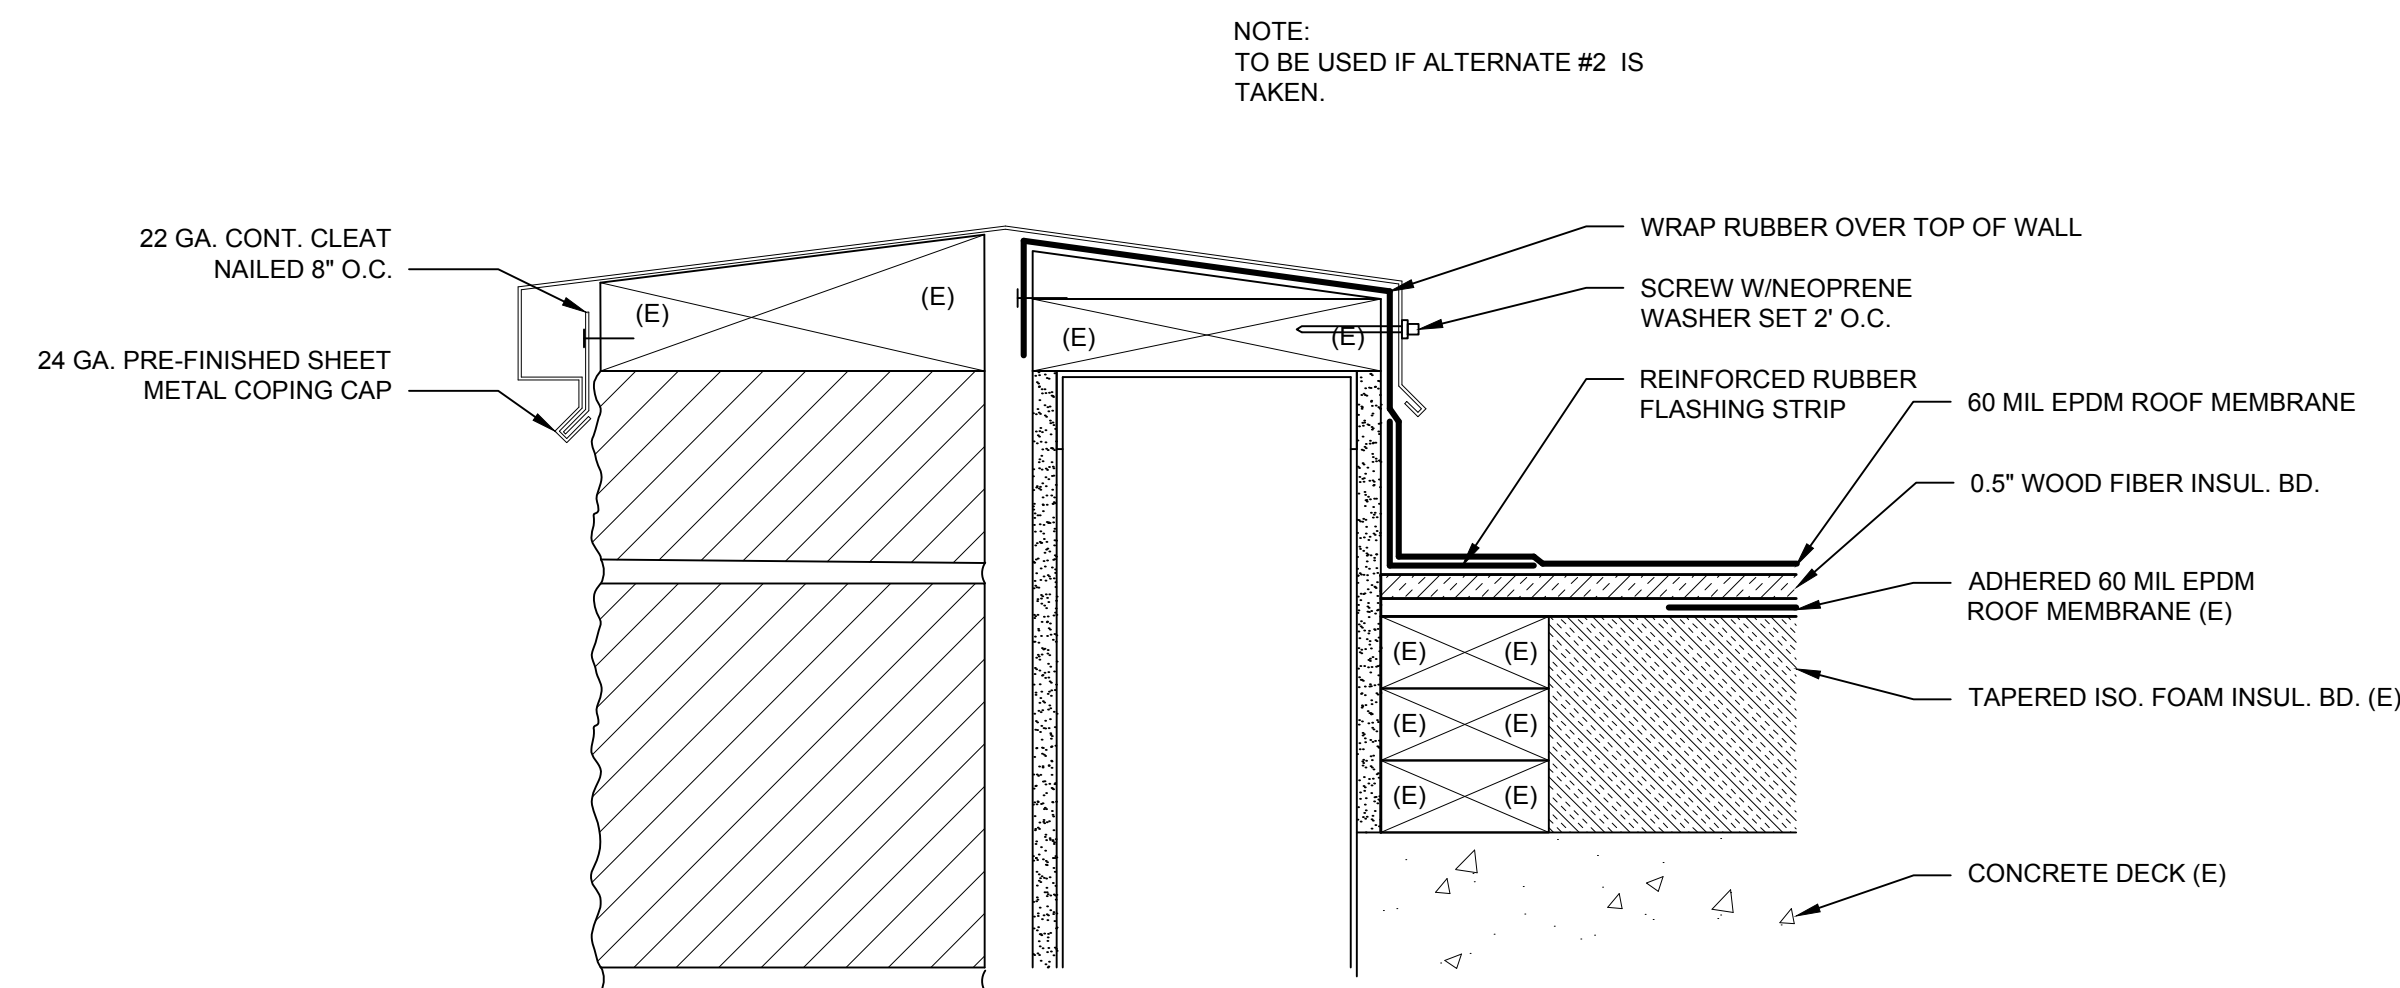 NOTE:
TO BE USED IF ALTERNATE #2 IS
TAKEN.
22 GA. CONT. CLEAT
NAILED 8" O.C.
24 GA. PRE-FINISHED SHEET
METAL COPING CAP
(E)
(E)
(E)
(E)
WRAP RUBBER OVER TOP OF WALL
SCREW W/NEOPRENE
WASHER SET 2' O.C.
REINFORCED RUBBER
FLASHING STRIP
60 MIL EPDM ROOF MEMBRANE
0.5" WOOD FIBER INSUL. BD.
ADHERED 60 MIL EPDM
ROOF MEMBRANE (E)
TAPERED ISO. FOAM INSUL. BD. (E)
CONCRETE DECK (E)
(E) (E)
(E) (E)
(E) (E)